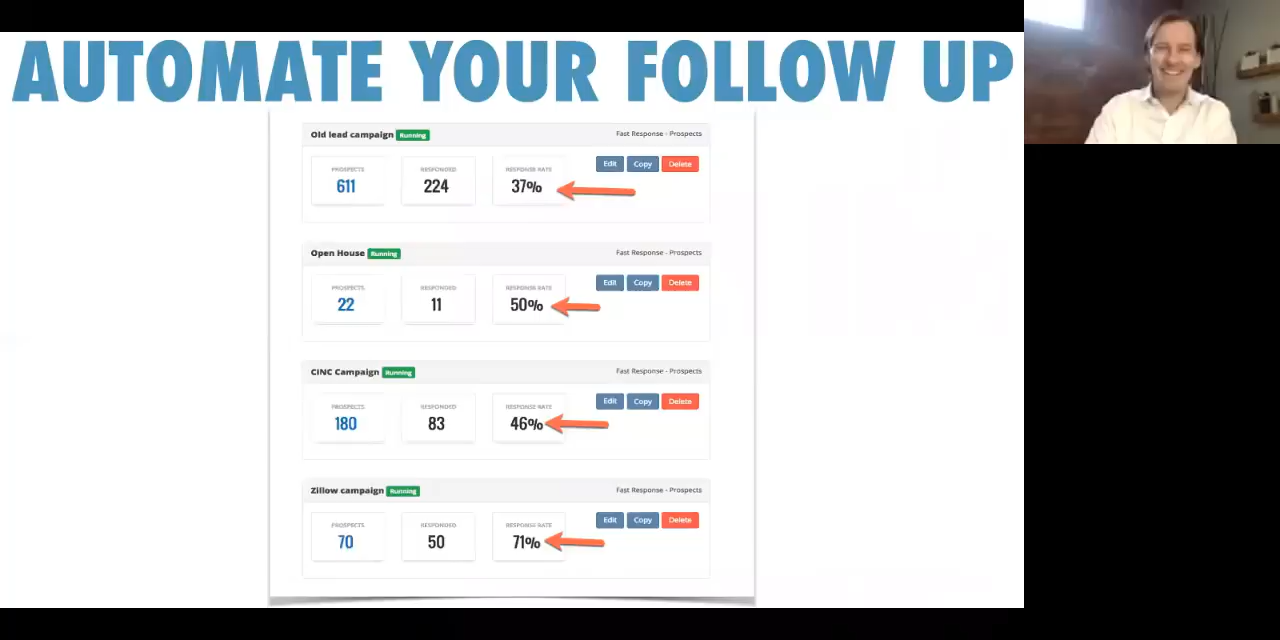 AUTOMATE YOUR FOLLOW UP
Old lead campaign Running Fast Response - Prospects
PROSPECTS RESPONDED RESPONSE RATE Edit Copy Delete
611 224 37%
Open House Running Fast Response - Prospects
PROSPECTS RESPONDED RESPONSE RATE Edit Copy Delete
22 11 50%
CINC Campaign Running Fast Response - Prospects
PROSPECTS RESPONDED RESPONSE RATE Edit Copy Delete
180 83 46%
Zillow campaign Running Fast Response - Prospects
PROSPECTS RESPONDED RESPONSE RATE Edit Copy Delete
70 50 71%